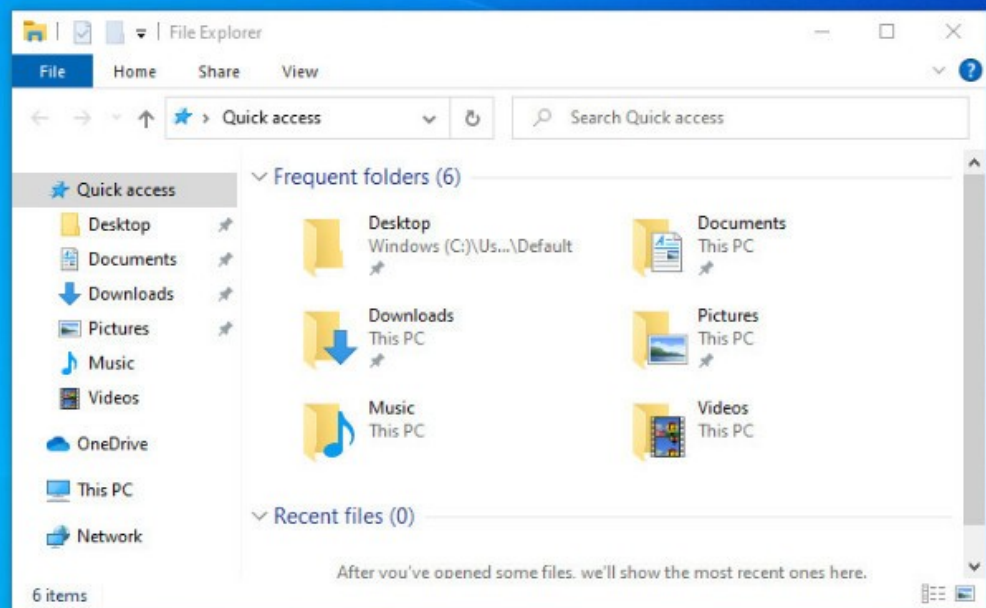 File Explorer
File Home Share View
Quick access
Search Quick access
Quick access
Desktop
Documents
Downloads
Pictures
Music
Videos
OneDrive
This PC
Network
Frequent folders (6)
Desktop
Windows (C:)\Us...\Default
Documents
This PC
Downloads
This PC
Pictures
This PC
Music
This PC
Videos
This PC
Recent files (0)
After you've opened some files, we'll show the most recent ones here.
6 items